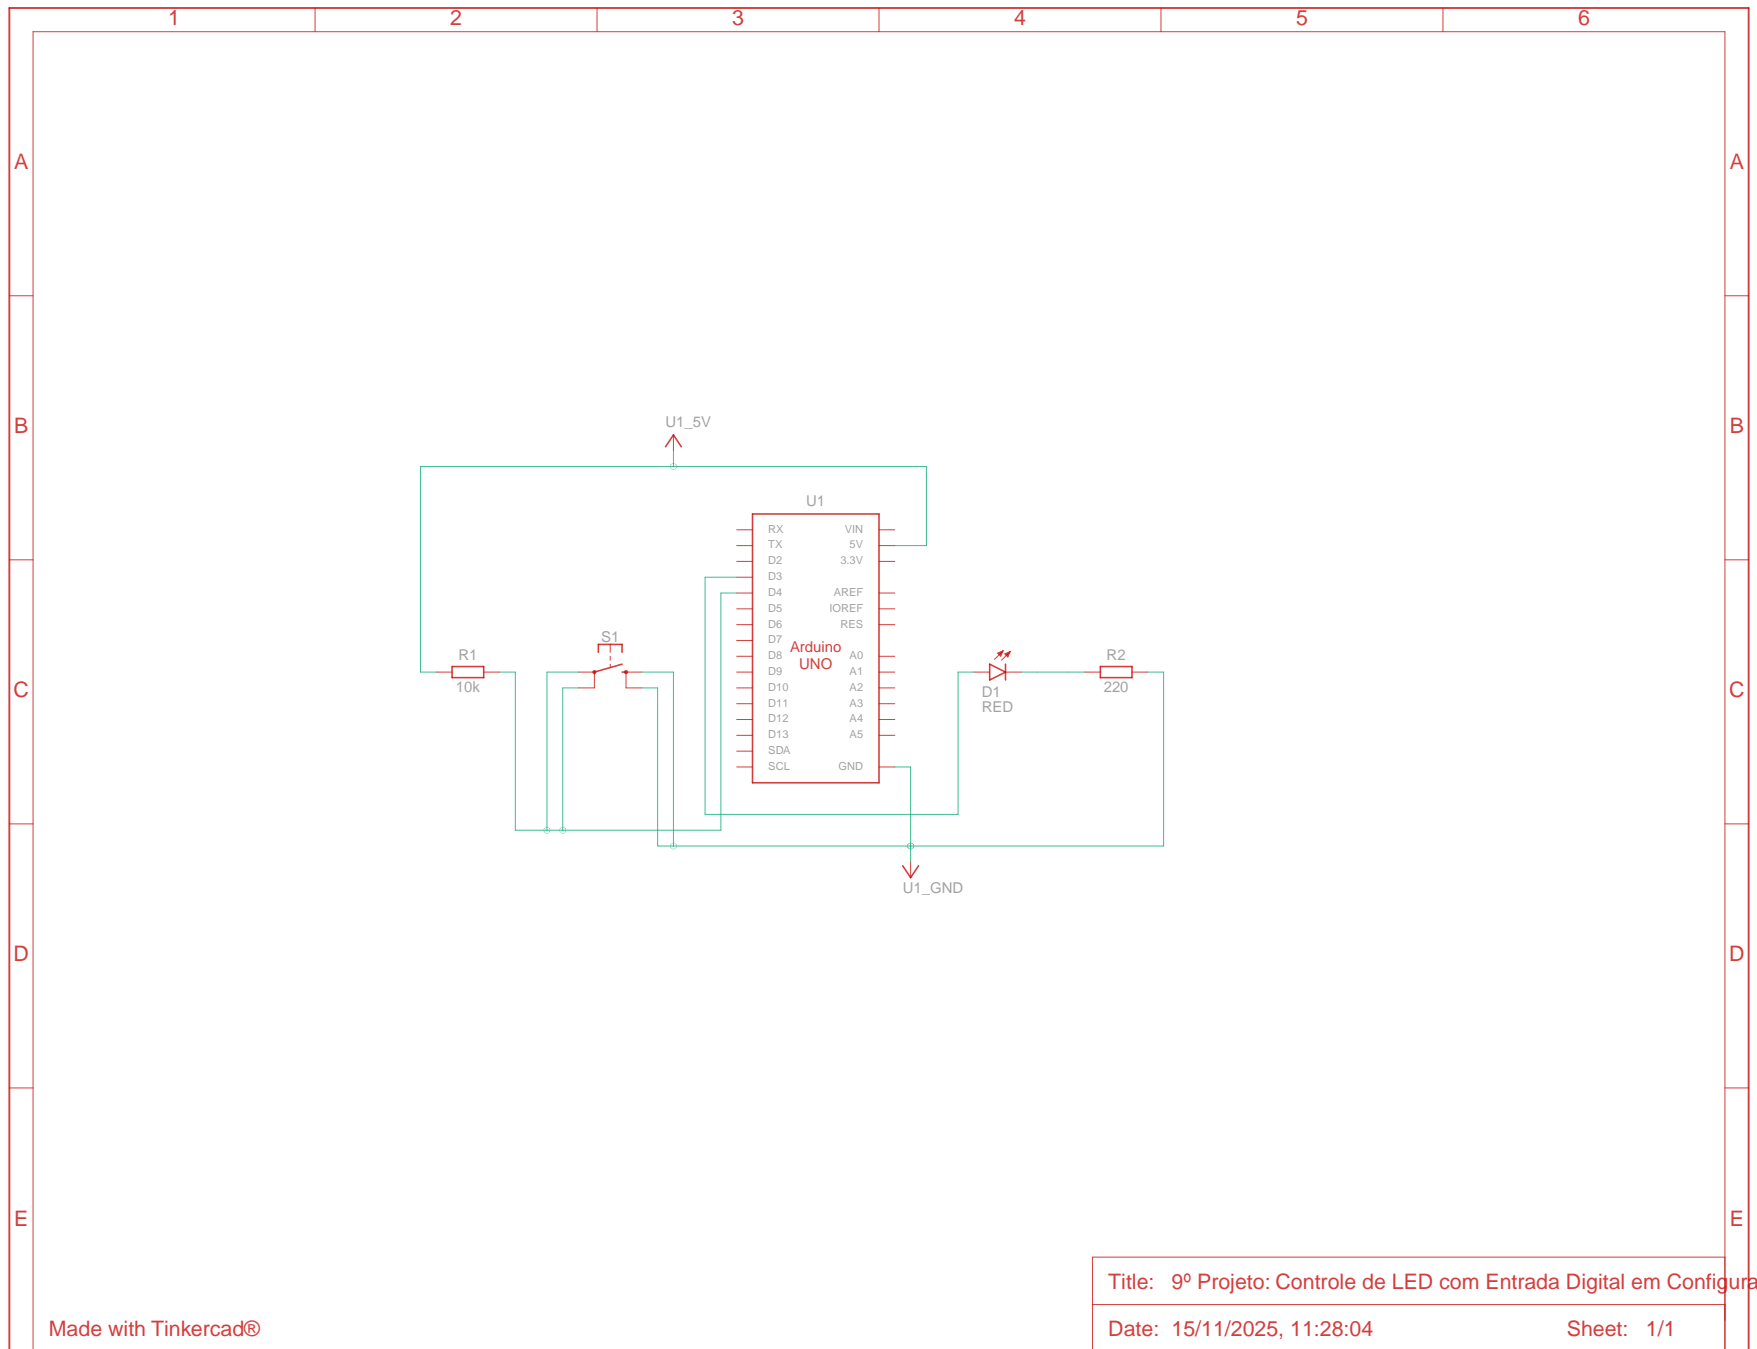 1 2 3 4 5 6
A A
B B
U1_5V
U1
RX VIN
TX 5V
D2 3.3V
D3
D4 AREF
D5 IOREF
D6 RES
D7
Arduino
UNO
D8 A0
D9 A1
D10 A2
D11 A3
D12 A4
D13 A5
SDA
SCL GND
S1
R1
10k
C C
D1
RED
R2
220
U1_GND
D D
E E
Title: 9º Projeto: Controle de LED com Entrada Digital em Configura
Made with Tinkercad®
Date: 15/11/2025, 11:28:04 Sheet: 1/1